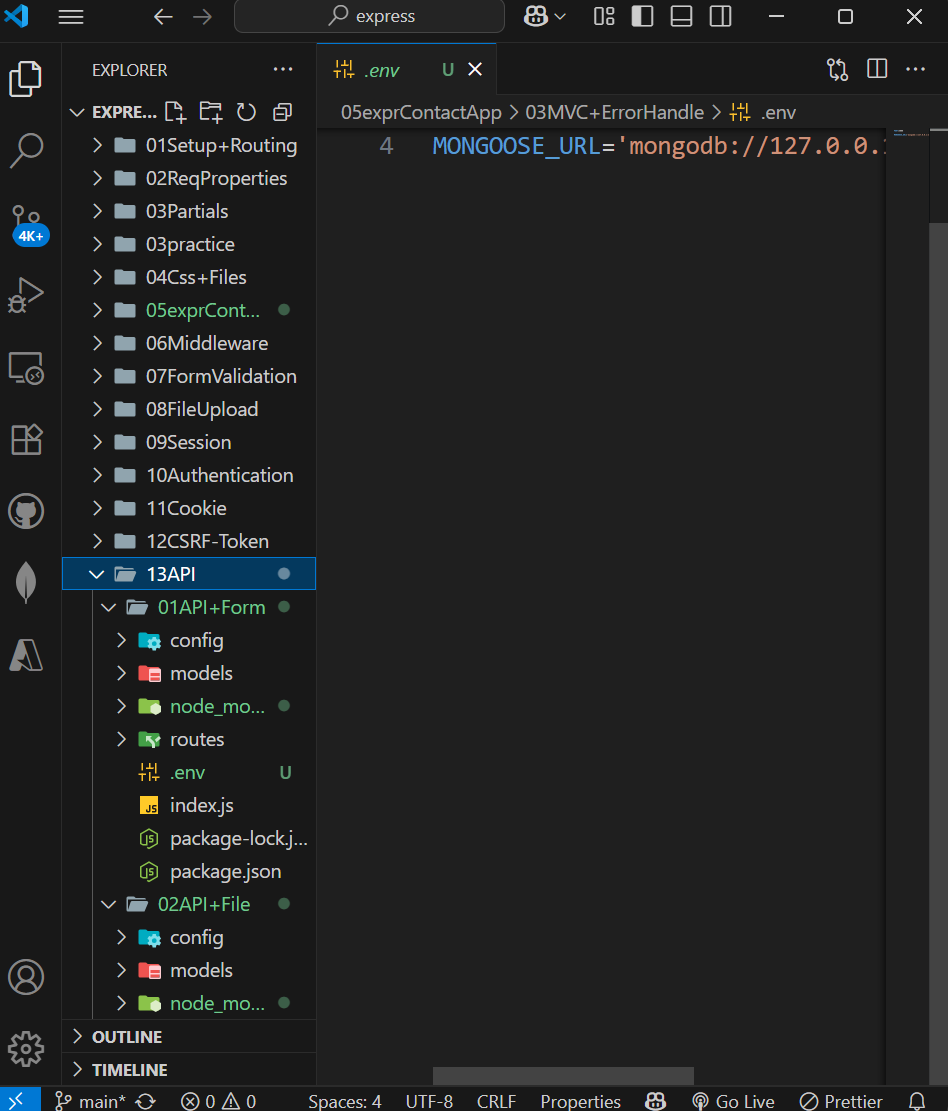 express
EXPLORER
.env U
EXPRE...
05exprContactApp > 03MVC+ErrorHandle > .env
4 MONGOOSE_URL='mongodb://127.0.0.
01Setup+Routing
02ReqProperties
03Partials
03practice
4K+
04Css+Files
05exprCont...
06Middleware
07FormValidation
08FileUpload
09Session
10Authentication
11Cookie
12CSRF-Token
13API
01API+Form
config
models
node_mo...
routes
.env U
JS index.js
package-lock.j...
package.json
02API+File
config
models
node_mo...
OUTLINE
TIMELINE
main* 0 0 Spaces: 4 UTF-8 CRLF Properties Go Live Prettier